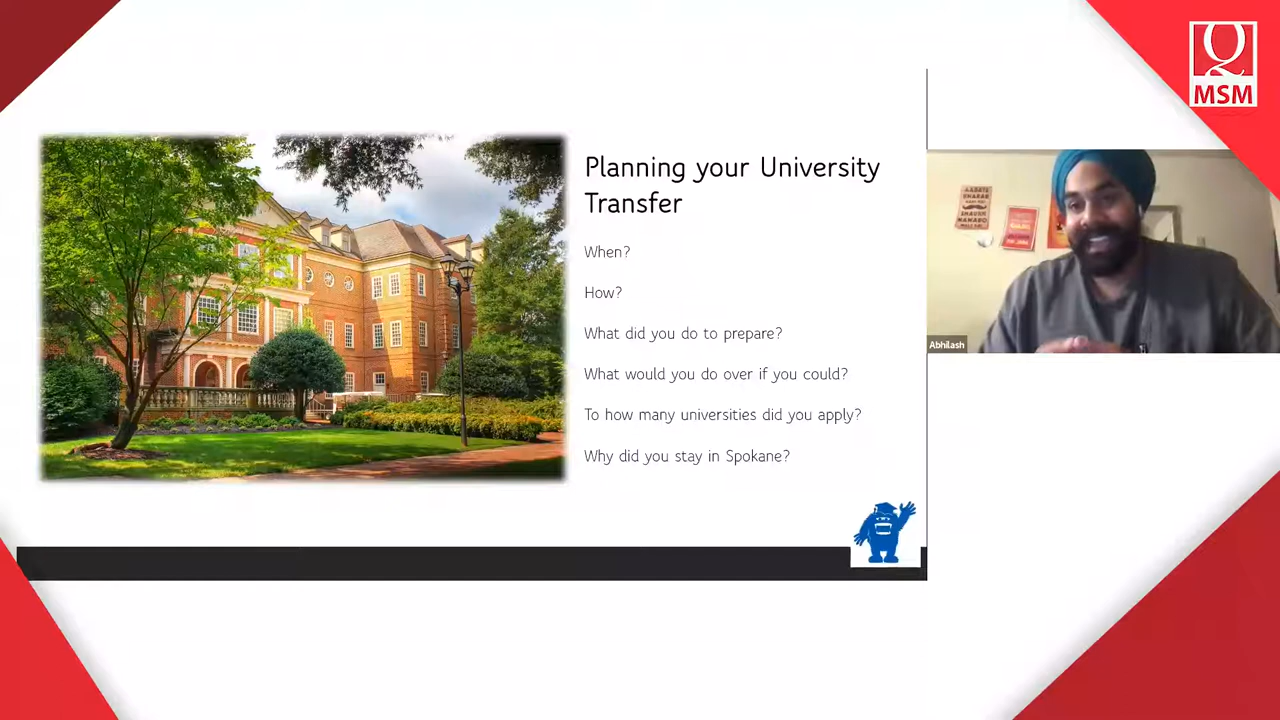 MSM
Planning your University
Transfer
When?
How?
What did you do to prepare?
What would you do over if you could?
To how many universities did you apply?
Why did you stay in Spokane?
Abhilash